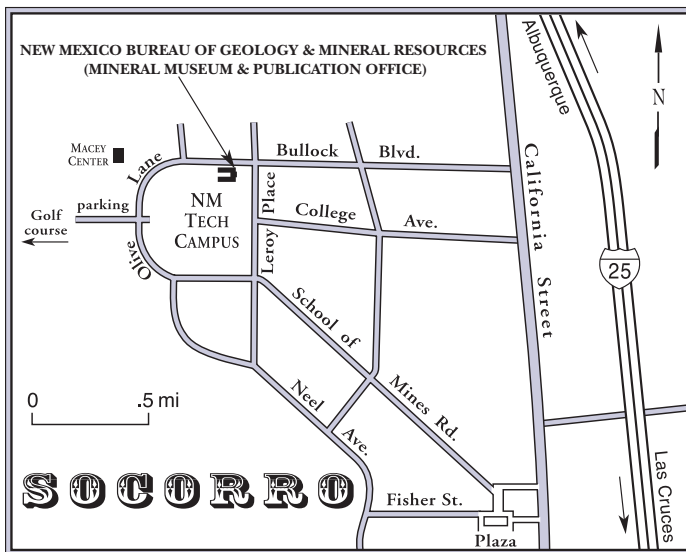 NEW MEXICO BUREAU OF GEOLOGY & MINERAL RESOURCES
(MINERAL MUSEUM & PUBLICATION OFFICE)
Albuquerque
N
MACEY
CENTER
Olive Lane
Bullock Blvd.
California Street
parking
Golf
course
NM
TECH
CAMPUS
Leroy Place
College Ave.
25
School of Mines Rd.
0 .5 mi
Neel Ave.
SOCORRO
Fisher St.
Plaza
Las Cruces